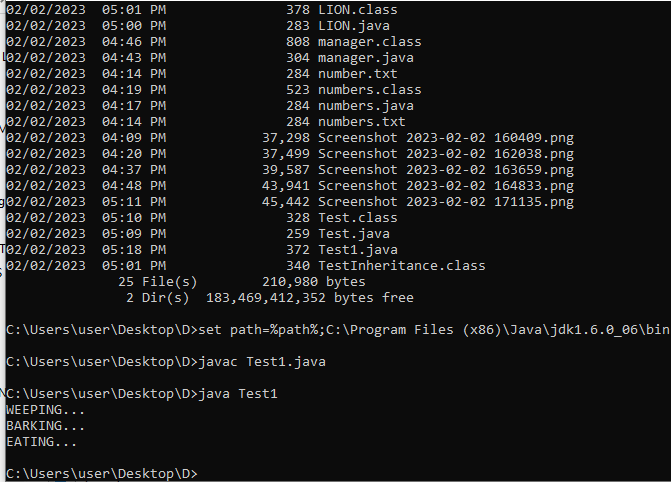 02/02/2023  05:01 PM               378 LION.class
02/02/2023  05:00 PM               283 LION.java
02/02/2023  04:46 PM               808 manager.class
02/02/2023  04:43 PM               304 manager.java
02/02/2023  04:14 PM               284 number.txt
02/02/2023  04:19 PM               523 numbers.class
02/02/2023  04:17 PM               284 numbers.java
02/02/2023  04:14 PM               284 numbers.txt
02/02/2023  04:09 PM            37,298 Screenshot 2023-02-02 160409.png
02/02/2023  04:20 PM            37,499 Screenshot 2023-02-02 162038.png
02/02/2023  04:37 PM            39,587 Screenshot 2023-02-02 163659.png
02/02/2023  04:48 PM            43,941 Screenshot 2023-02-02 164833.png
02/02/2023  05:11 PM            45,442 Screenshot 2023-02-02 171135.png
02/02/2023  05:10 PM               328 Test.class
02/02/2023  05:09 PM               259 Test.java
02/02/2023  05:18 PM               372 Test1.java
02/02/2023  05:01 PM               340 TestInheritance.class
25 File(s)        210,980 bytes
2 Dir(s)  183,469,412,352 bytes free
C:\Users\user\Desktop\D>set path=%path%;C:\Program Files (x86)\Java\jdk1.6.0_06\bin
C:\Users\user\Desktop\D>javac Test1.java
C:\Users\user\Desktop\D>java Test1
WEEPING...
BARKING...
EATING...
C:\Users\user\Desktop\D>